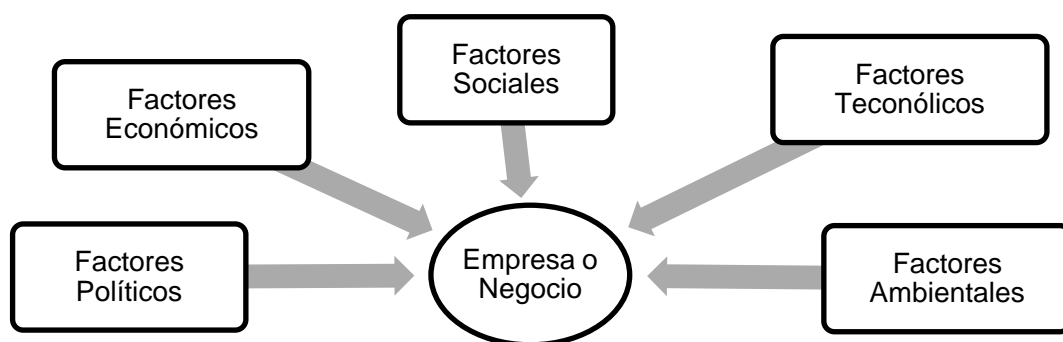 Factores
Sociales
Factores
Económicos
Factores
Teconólicos
Factores
Políticos
Empresa o
Negocio
Factores
Ambientales